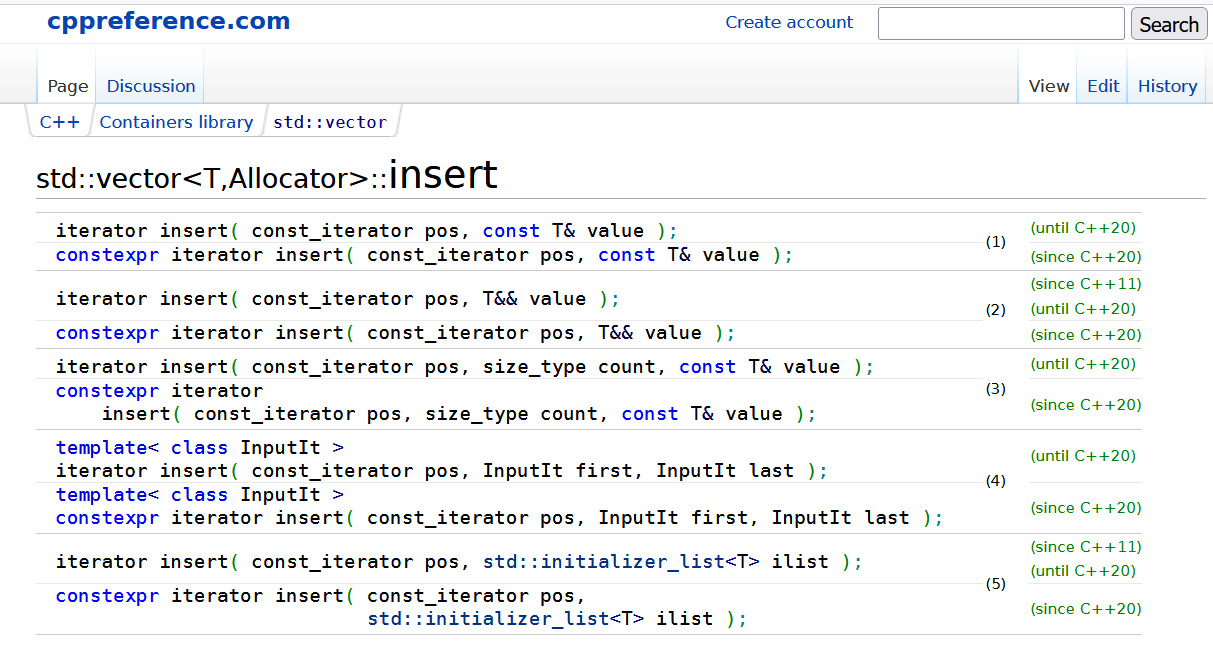 cppreference.com
Create account
Search
Page
Discussion
View
Edit
History
C++
Containers library
std::vector
std::vector<T,Allocator>::insert
iterator insert( const_iterator pos, const T& value );
(until C++20)
(1)
constexpr iterator insert( const_iterator pos, const T& value );
(since C++20)
iterator insert( const_iterator pos, T&& value );
(since C++11)
(until C++20)
(2)
constexpr iterator insert( const_iterator pos, T&& value );
(since C++20)
iterator insert( const_iterator pos, size_type count, const T& value );
(until C++20)
(3)
constexpr iterator
insert( const_iterator pos, size_type count, const T& value );
(since C++20)
template< class InputIt >
iterator insert( const_iterator pos, InputIt first, InputIt last );
(until C++20)
(4)
template< class InputIt >
constexpr iterator insert( const_iterator pos, InputIt first, InputIt last );
(since C++20)
iterator insert( const_iterator pos, std::initializer_list<T> ilist );
(since C++11)
(until C++20)
(5)
constexpr iterator insert( const_iterator pos,
std::initializer_list<T> ilist );
(since C++20)